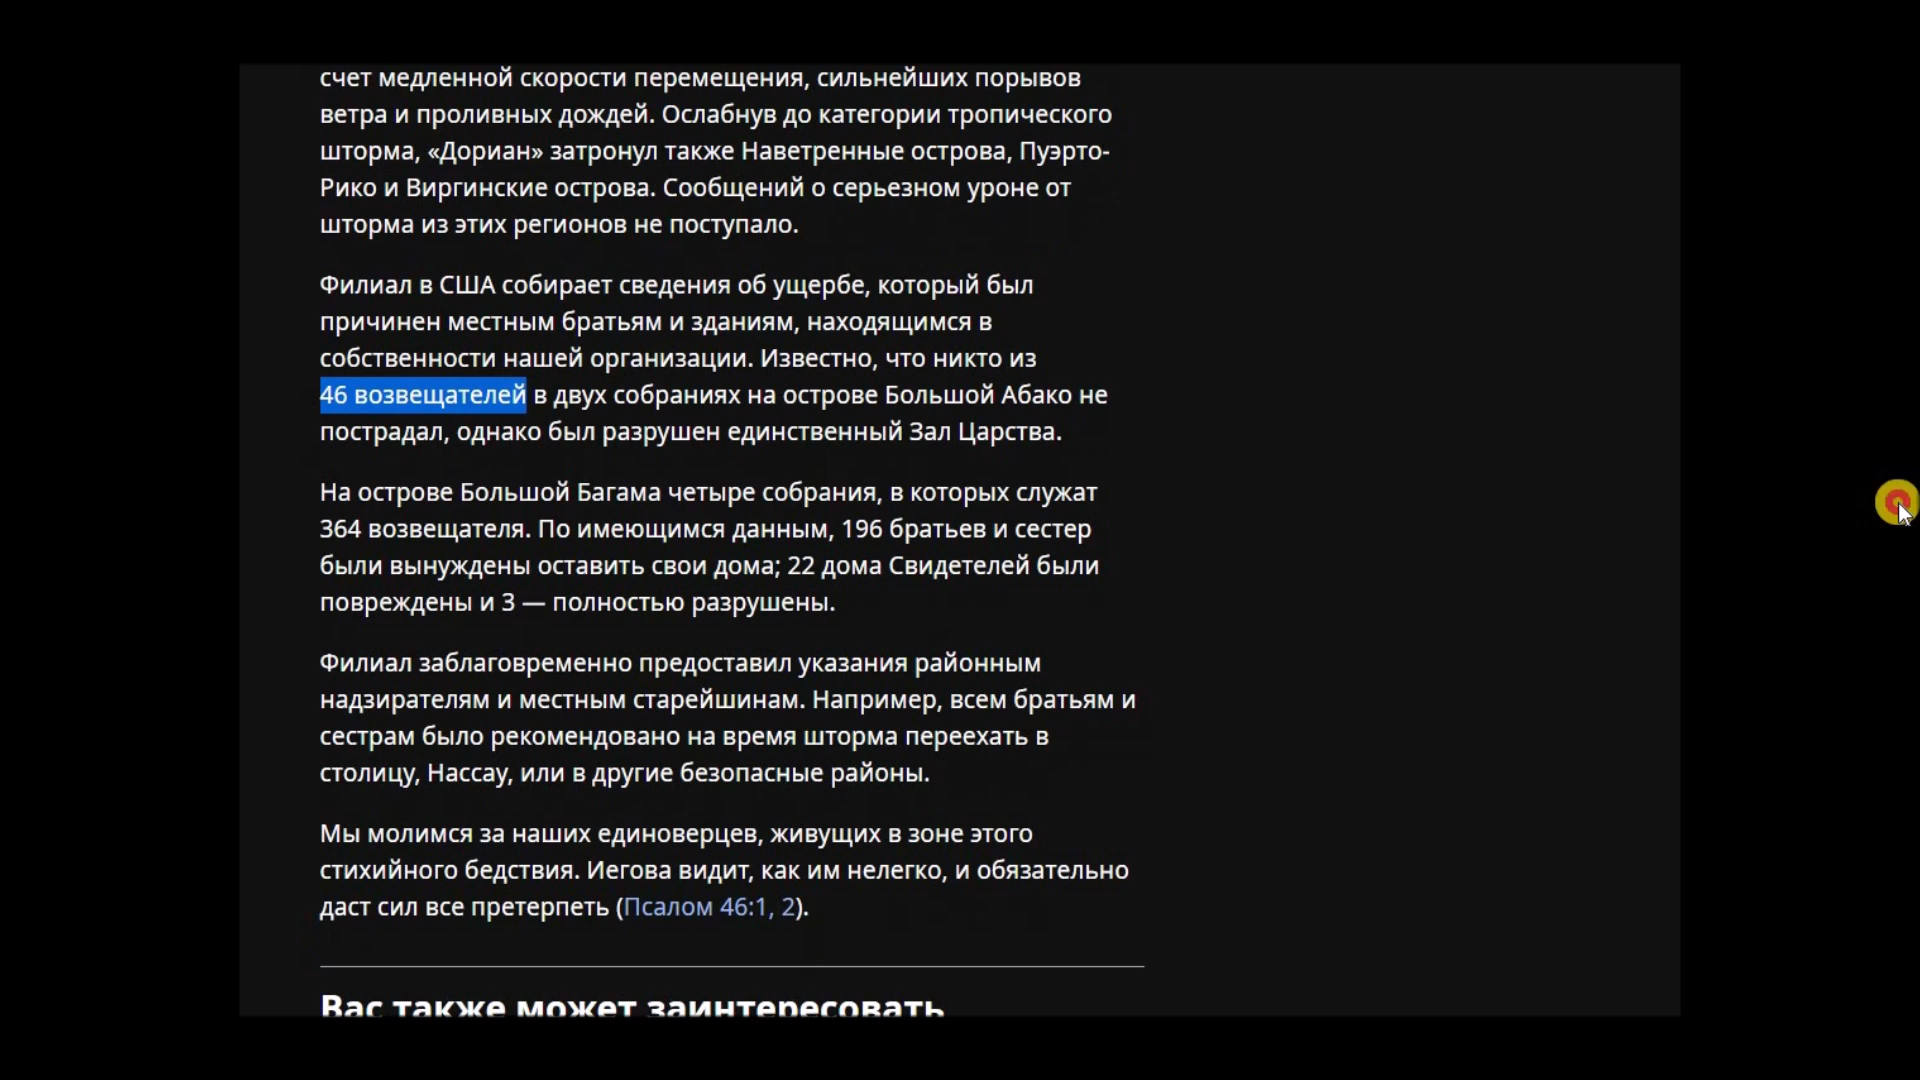 счет медленной скорости перемещения, сильнейших порывов
ветра и проливных дождей. Ослабнув до категории тропического
шторма, «Дориан» затронул также Наветренные острова, Пуэрто-
Рико и Виргинские острова. Сообщений о серьезном уроне от
шторма из этих регионов не поступало.
Филиал в США собирает сведения об ущербе, который был
причинен местным братьям и зданиям, находящимся в
собственности нашей организации. Известно, что никто из
46 возвещателей в двух собраниях на острове Большой Абако не
пострадал, однако был разрушен единственный Зал Царства.
На острове Большой Багама четыре собрания, в которых служат
364 возвещателя. По имеющимся данным, 196 братьев и сестер
были вынуждены оставить свои дома; 22 дома Свидетелей были
повреждены и 3 — полностью разрушены.
Филиал заблаговременно предоставил указания районным
надзирателям и местным старейшинам. Например, всем братьям и
сестрам было рекомендовано на время шторма переехать в
столицу, Нассау, или в другие безопасные районы.
Мы молимся за наших единоверцев, живущих в зоне этого
стихийного бедствия. Иегова видит, как им нелегко, и обязательно
даст сил все претерпеть (Псалом 46:1, 2).
Вас также может заинтересовать